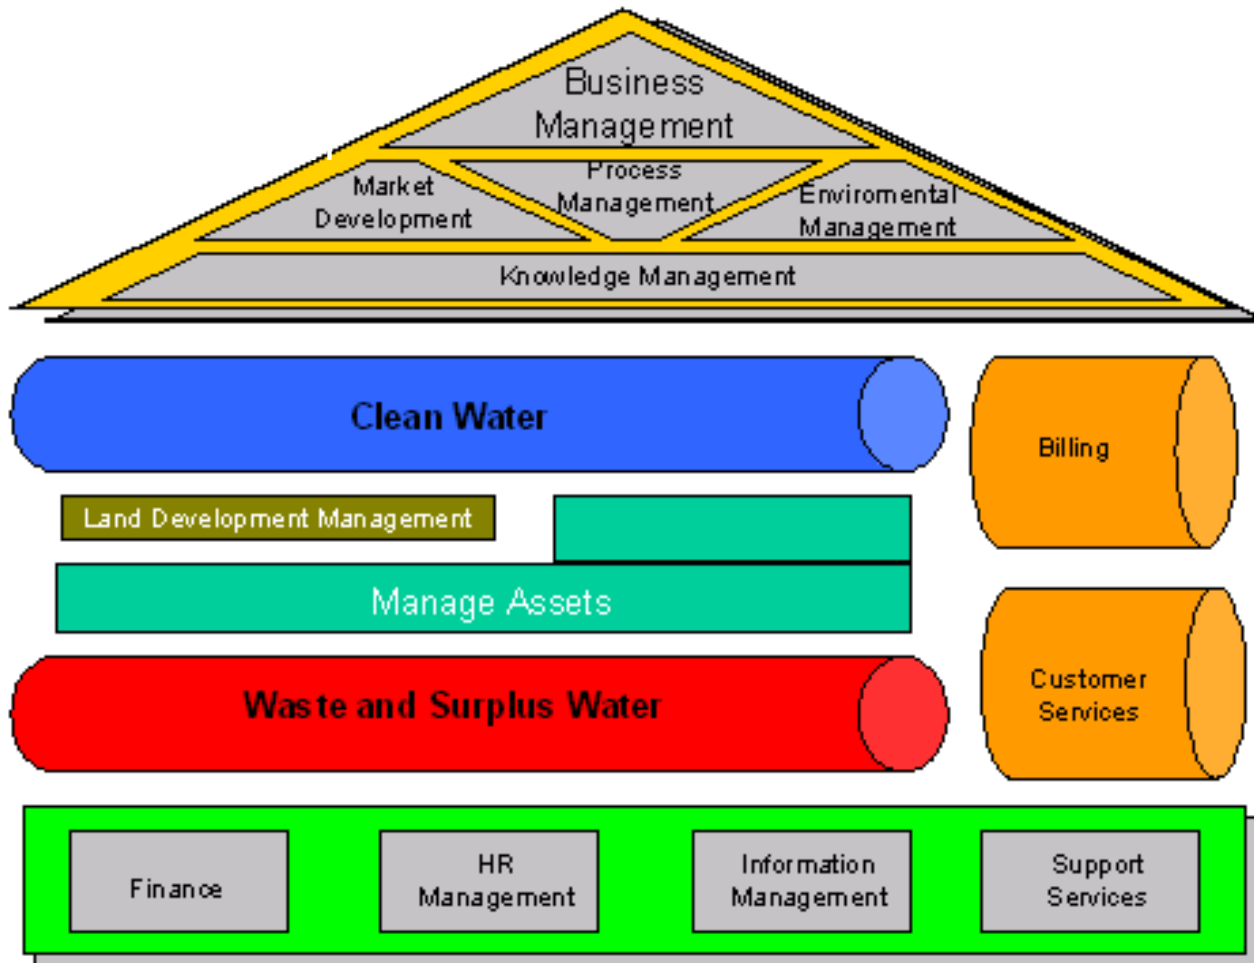 Business
Management
Market
Development
Process
Management
Enviromental
Management
Knowledge Management
Clean Water
Billing
Land Development Management
Manage Assets
Waste and Surplus Water
Customer
Services
Finance
HR
Management
Information
Management
Support
Services